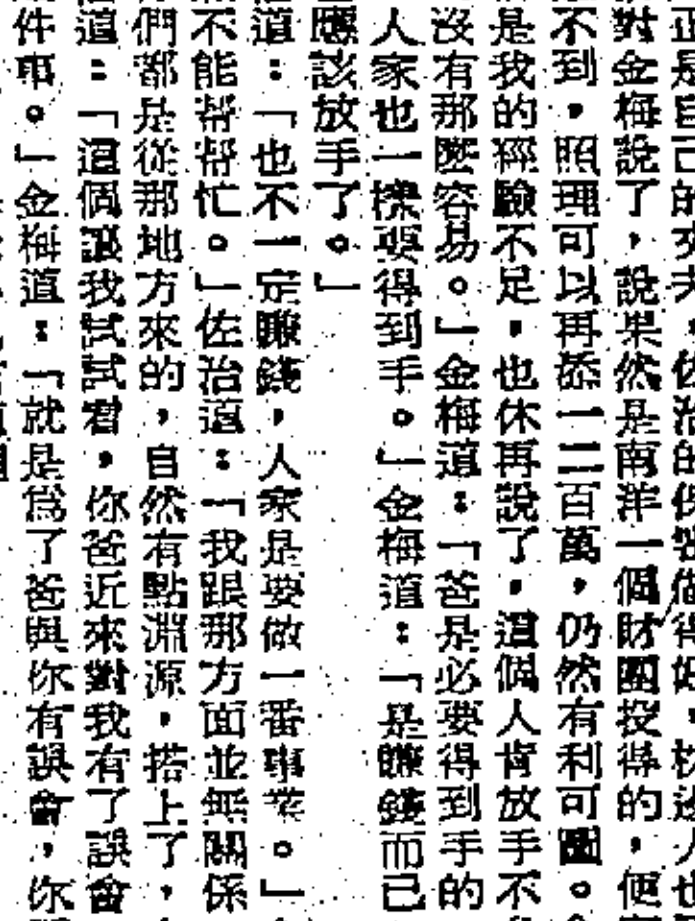 正是自己的丈夫
對金梅說了，說果然是南洋一個財團投得的，便
不到，照理可以再添一二百萬，仍然有利可圖。
是我的經驗不足，也休再說了，這個人肯放手不
沒有那麼容易。」金梅道：「爸是必要得到手的
人家也一樣要得到手。」金梅道：「是賺錢而已
應該放手了。」
道：「也不一定賺錢，人家是要做一番事業。」
不能幫幫忙。」佐治道：「我跟那方面並無關係
們都是從那地方來的，自然有點淵源，搭上了，
道：「這個讓我試試看，你爸近來對我有了誤會
件事。」金梅道：「就是爲了爸與你有誤會，你